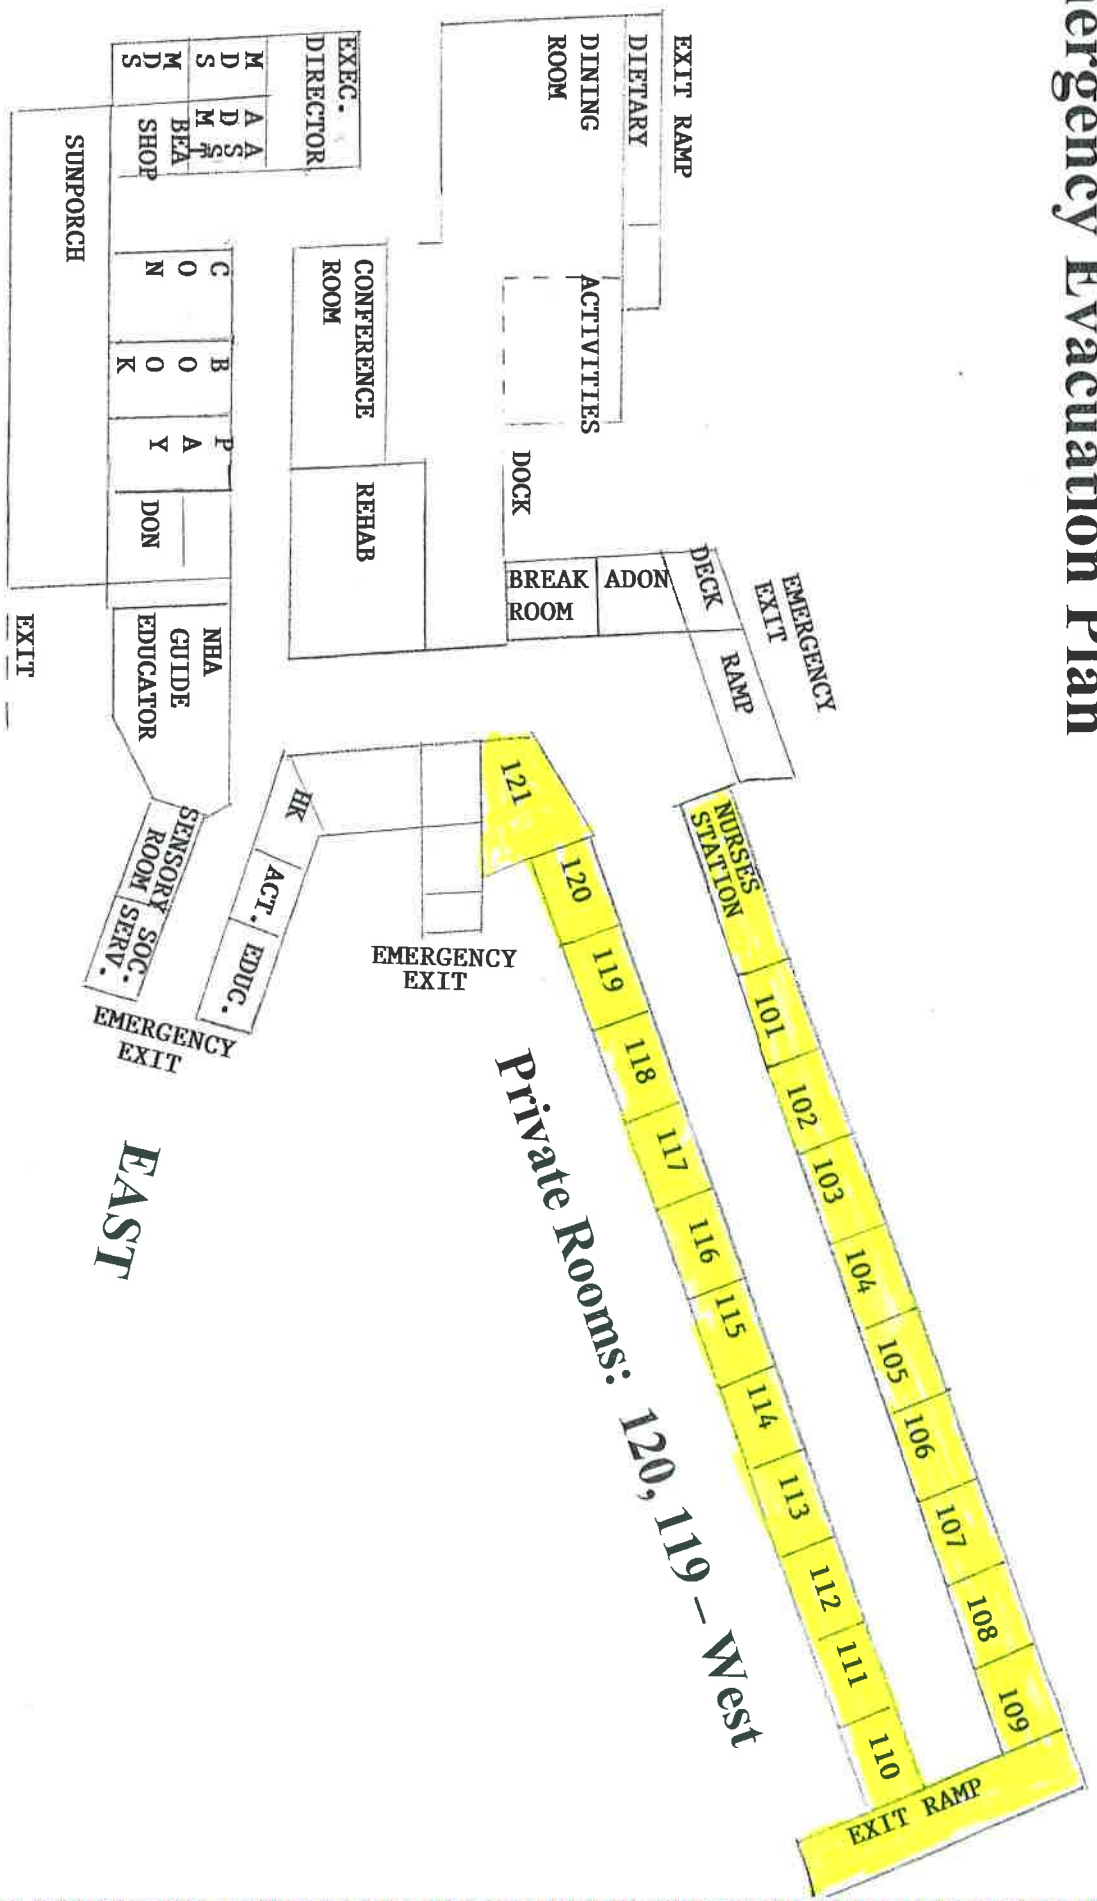 ergency Evacuation Plan
EXIT RAMP
DIETARY
DINING
ROOM
ACTIVITIES
DOCK
EXEC.
DIRECTOR
M
D
S
A
D
M
A
S
S
T
M
D
S
BEA
SHOP
SUNPORCH
CONFERENCE
ROOM
REHAB
C
O
O
N
B
O
O
K
P
A
Y
DON
BREAK
ROOM
ADON
DECK
RAMP
EMERGENCY
EXIT
NHA
GUIDE
EDUCATOR
EXIT
SENSORY
ROOM
SOC.
SERV.
HK
ACT.
EDUC.
EMERGENCY
EXIT
EMERGENCY
EXIT
NURSES
STATION
101
102
103
104
105
106
107
108
109
121
120
119
118
117
116
115
114
113
112
111
110
EXIT RAMP
Private Rooms: 120, 119 – West
EAST